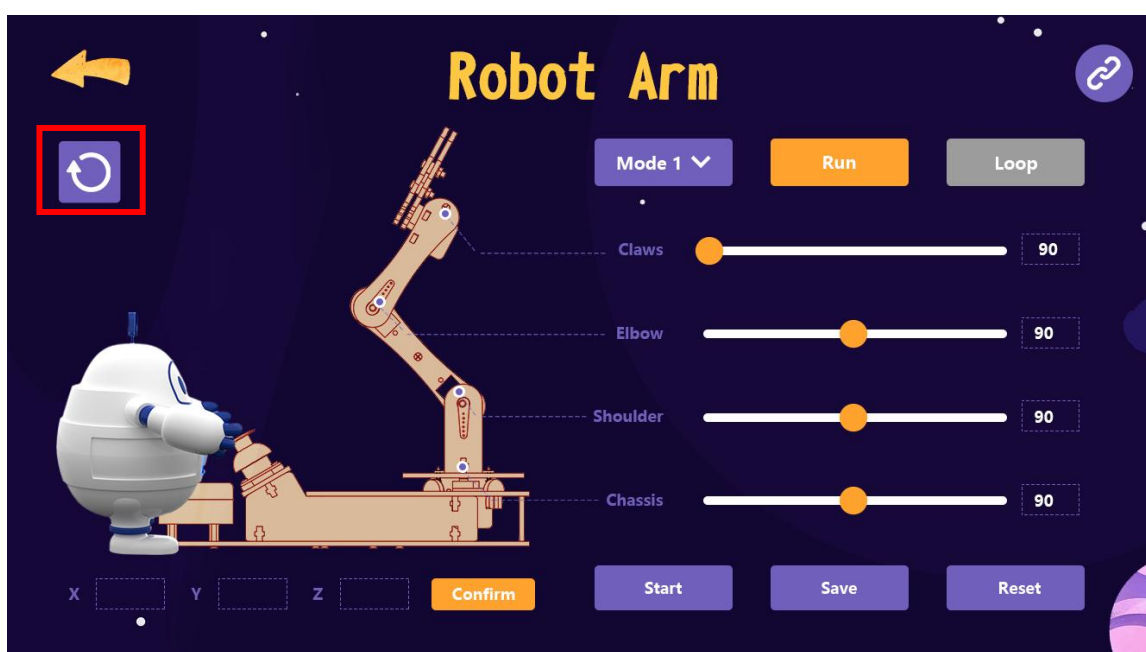 Robot Arm
Mode 1
Run
Loop
Claws
90
Elbow
90
Shoulder
90
Chassis
90
X
Y
Z
Confirm
Start
Save
Reset